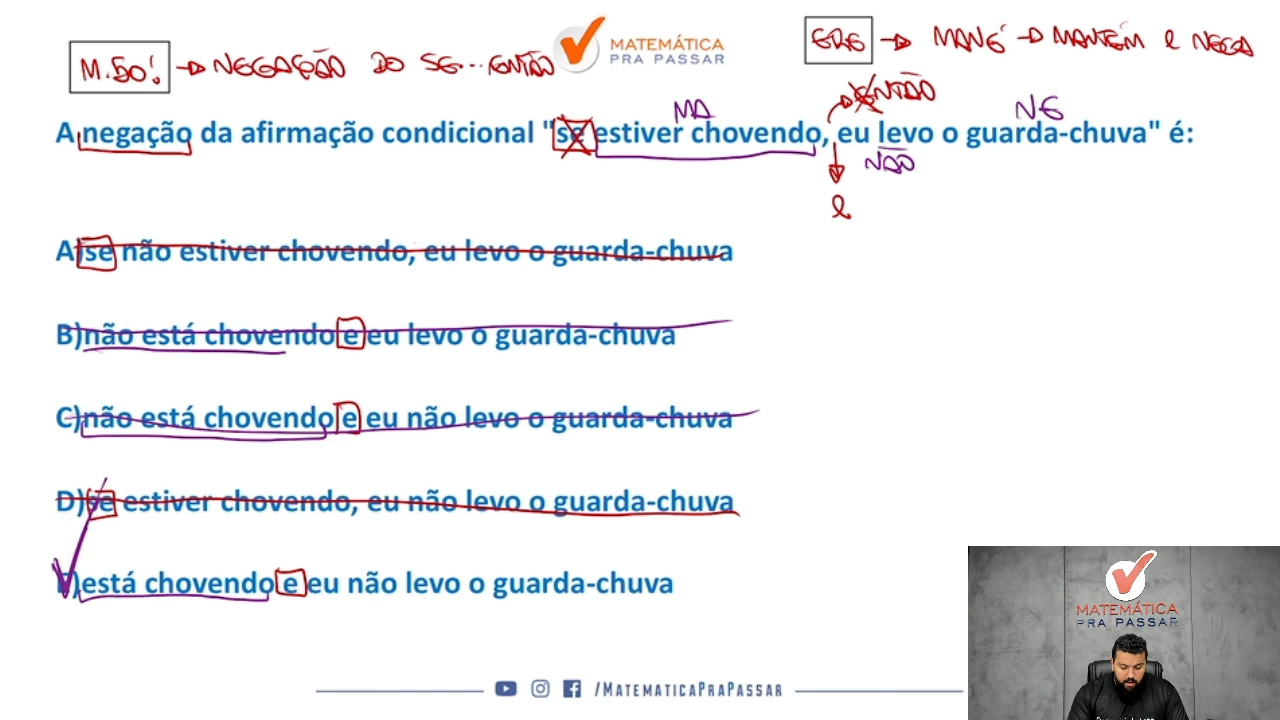 M.DO! → NEGAÇÃO DO SE...ENTÃO
MATEMÁTICA
PRA PASSAR
→ MANÉ → MANTÉM e NEGA
ENTÃO
MA
NE
A negação da afirmação condicional "se estiver chovendo, eu levo o guarda-chuva" é:
NÃO
e
A)se não estiver chovendo, eu levo o guarda-chuva
B)não está chovendo e eu levo o guarda-chuva
C)não está chovendo e eu não levo o guarda-chuva
D)se estiver chovendo, eu não levo o guarda-chuva
E)está chovendo e eu não levo o guarda-chuva
MATEMÁTICA
PRA PASSAR
/MATEMATICAPRAPASSAR